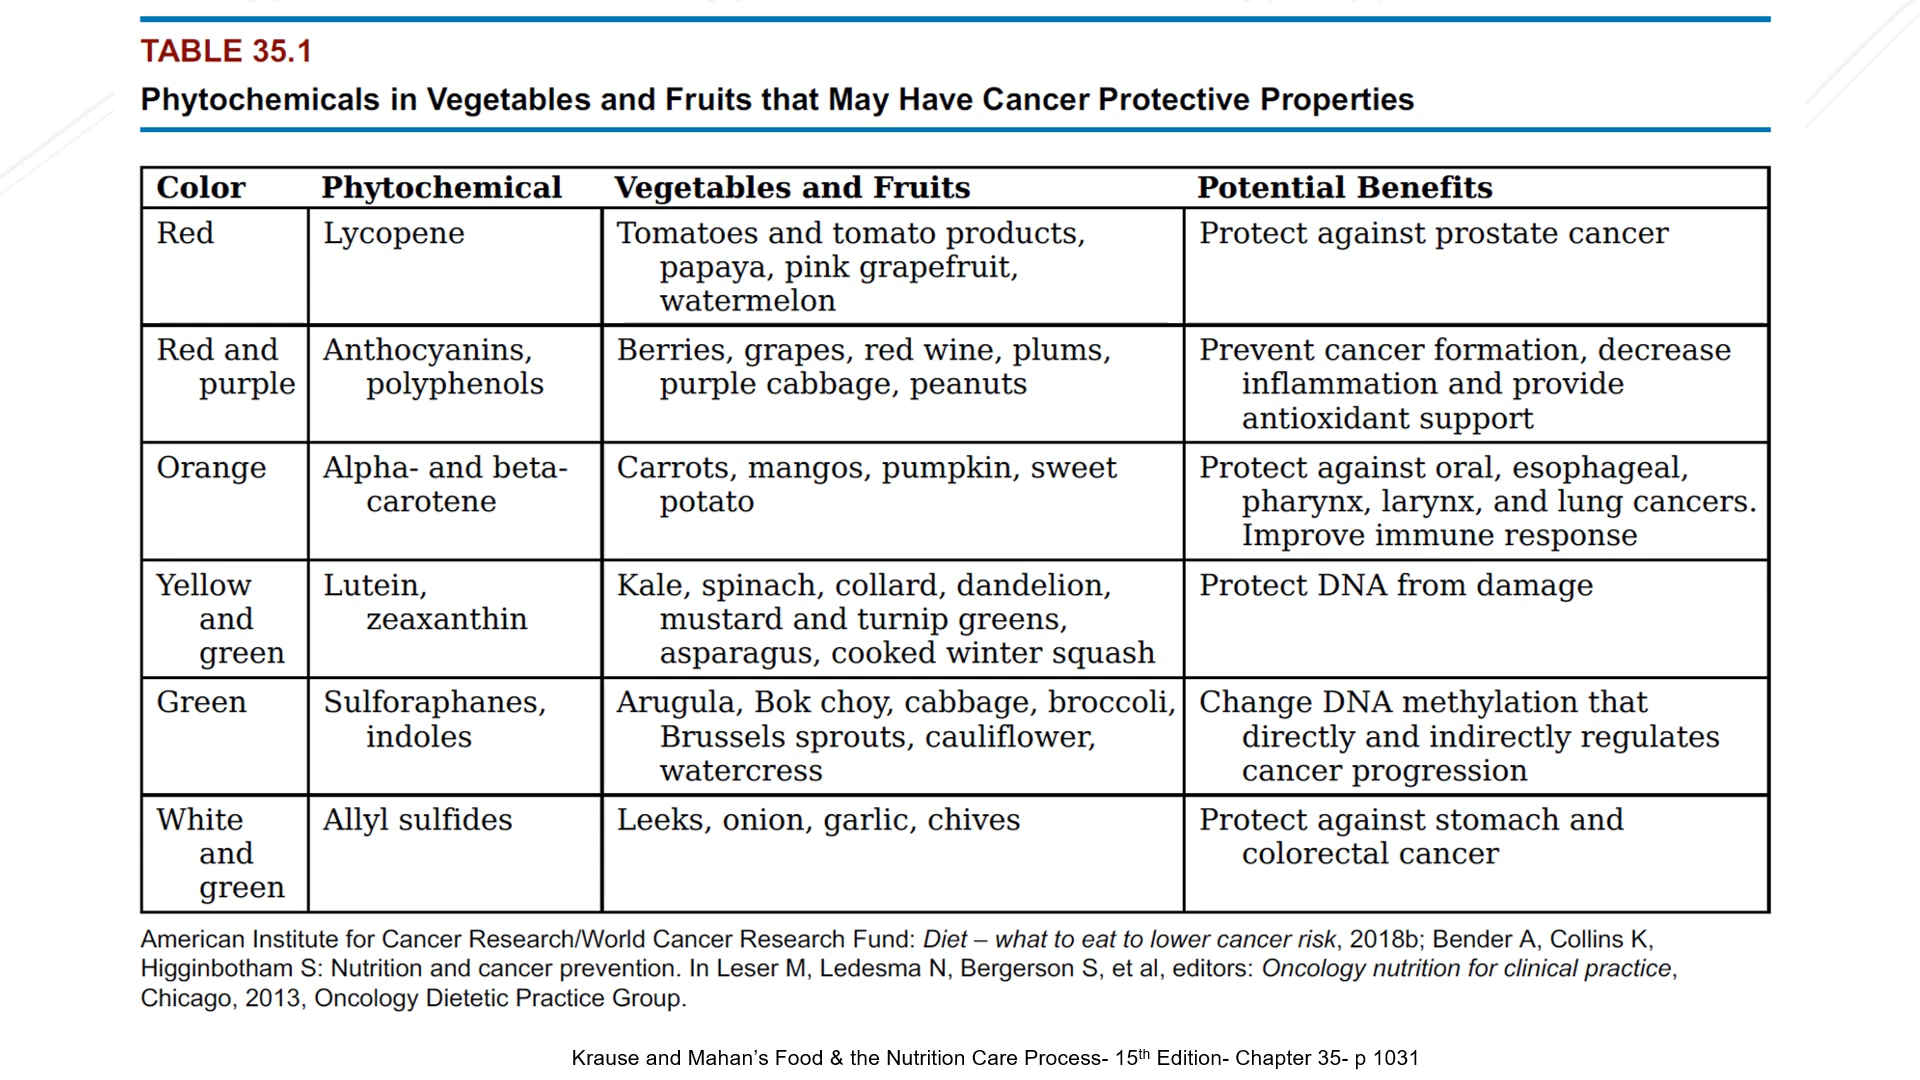 TABLE 35.1
Phytochemicals in Vegetables and Fruits that May Have Cancer Protective Properties
Color Phytochemical Vegetables and Fruits Potential Benefits
Red Lycopene Tomatoes and tomato products, Protect against prostate cancer
papaya, pink grapefruit,
watermelon
Red and Anthocyanins, Berries, grapes, red wine, plums, Prevent cancer formation, decrease
purple polyphenols purple cabbage, peanuts inflammation and provide
antioxidant support
Orange Alpha- and beta- Carrots, mangos, pumpkin, sweet Protect against oral, esophageal,
carotene potato pharynx, larynx, and lung cancers.
Improve immune response
Yellow Lutein, Kale, spinach, collard, dandelion, Protect DNA from damage
and zeaxanthin mustard and turnip greens,
green asparagus, cooked winter squash
Green Sulforaphanes, Arugula, Bok choy, cabbage, broccoli, Change DNA methylation that
indoles Brussels sprouts, cauliflower, directly and indirectly regulates
watercress cancer progression
White Allyl sulfides Leeks, onion, garlic, chives Protect against stomach and
and colorectal cancer
green
American Institute for Cancer Research/World Cancer Research Fund: Diet – what to eat to lower cancer risk, 2018b; Bender A, Collins K,
Higginbotham S: Nutrition and cancer prevention. In Leser M, Ledesma N, Bergerson S, et al, editors: Oncology nutrition for clinical practice,
Chicago, 2013, Oncology Dietetic Practice Group.
Krause and Mahan’s Food & the Nutrition Care Process- 15th Edition- Chapter 35- p 1031